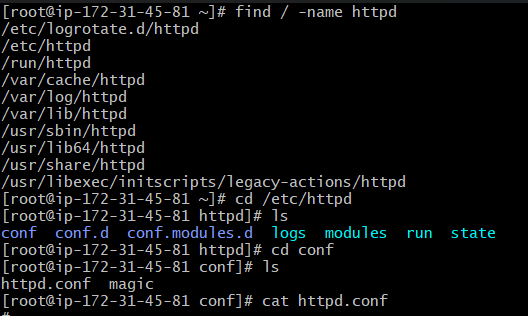 [root@ip-172-31-45-81 ~]# find / -name httpd
/etc/logrotate.d/httpd
/etc/httpd
/run/httpd
/var/cache/httpd
/var/log/httpd
/var/lib/httpd
/usr/sbin/httpd
/usr/lib64/httpd
/usr/share/httpd
/usr/libexec/initscripts/legacy-actions/httpd
[root@ip-172-31-45-81 ~]# cd /etc/httpd
[root@ip-172-31-45-81 httpd]# ls
conf  conf.d  conf.modules.d  logs  modules  run  state
[root@ip-172-31-45-81 httpd]# cd conf
[root@ip-172-31-45-81 conf]# ls
httpd.conf  magic
[root@ip-172-31-45-81 conf]# cat httpd.conf
#